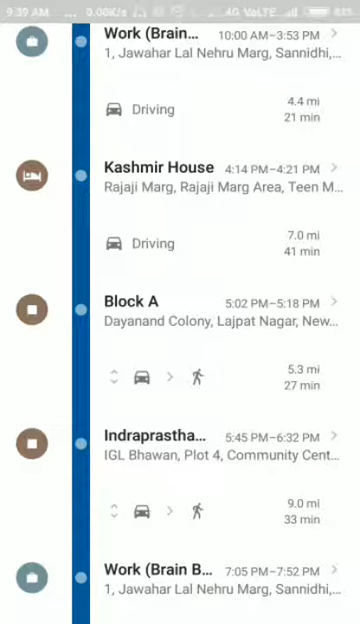 9:39 AM ... 0.00K/s 4G VoLTE 83%
Work (Brain... 10:00 AM–3:53 PM
1, Jawahar Lal Nehru Marg, Sannidhi,...
4.4 mi
Driving
21 min
Kashmir House 4:14 PM–4:21 PM
Rajaji Marg, Rajaji Marg Area, Teen M...
7.0 mi
Driving
41 min
Block A 5:02 PM–5:18 PM
Dayanand Colony, Lajpat Nagar, New...
5.3 mi
27 min
Indraprastha... 5:45 PM–6:32 PM
IGL Bhawan, Plot 4, Community Cent...
9.0 mi
33 min
Work (Brain B... 7:05 PM–7:52 PM
1, Jawahar Lal Nehru Marg, Sannidhi,...